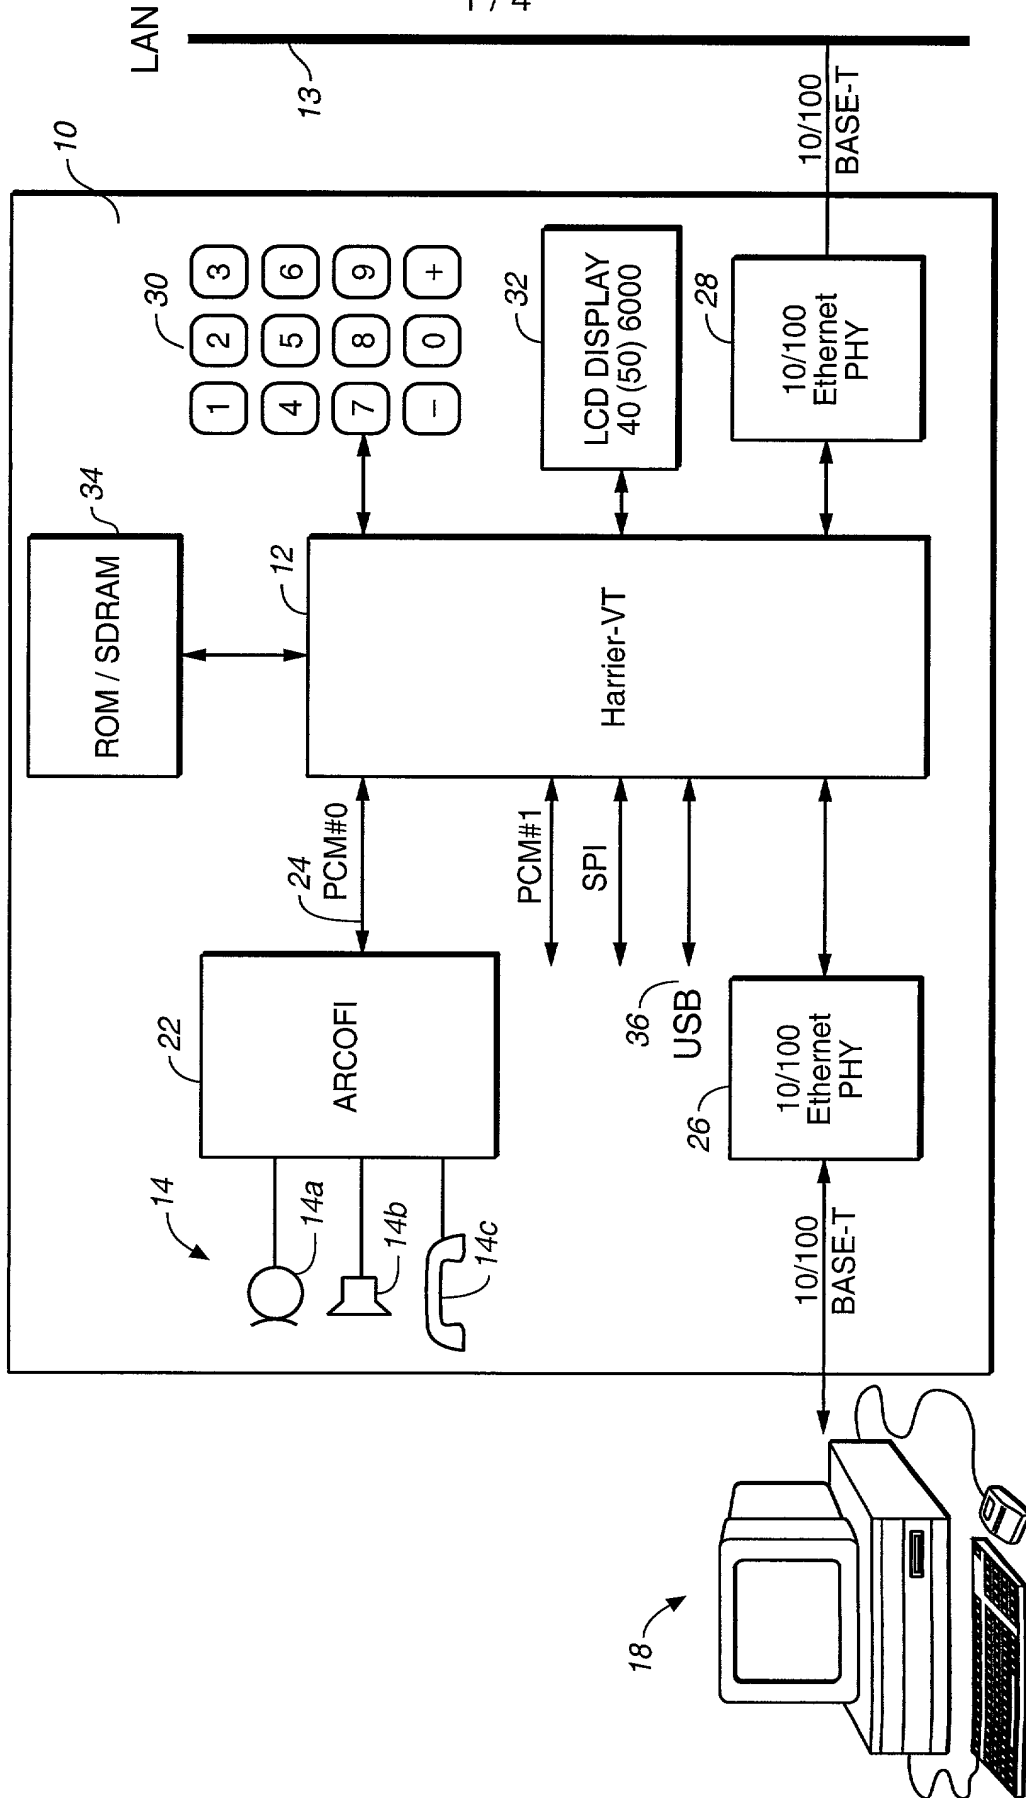 1 / 4
LAN
13
10
34
ROM / SDRAM
14
14a
14b
14c
22
ARCOFI
24
PCM#0
12
Harrier-VT
30
1 2 3
4 5 6
7 8 9
− 0 +
PCM#1
SPI
36
USB
32
LCD DISPLAY
40 (50) 6000
18
10/100
BASE-T
26
10/100
Ethernet
PHY
28
10/100
Ethernet
PHY
10/100
BASE-T